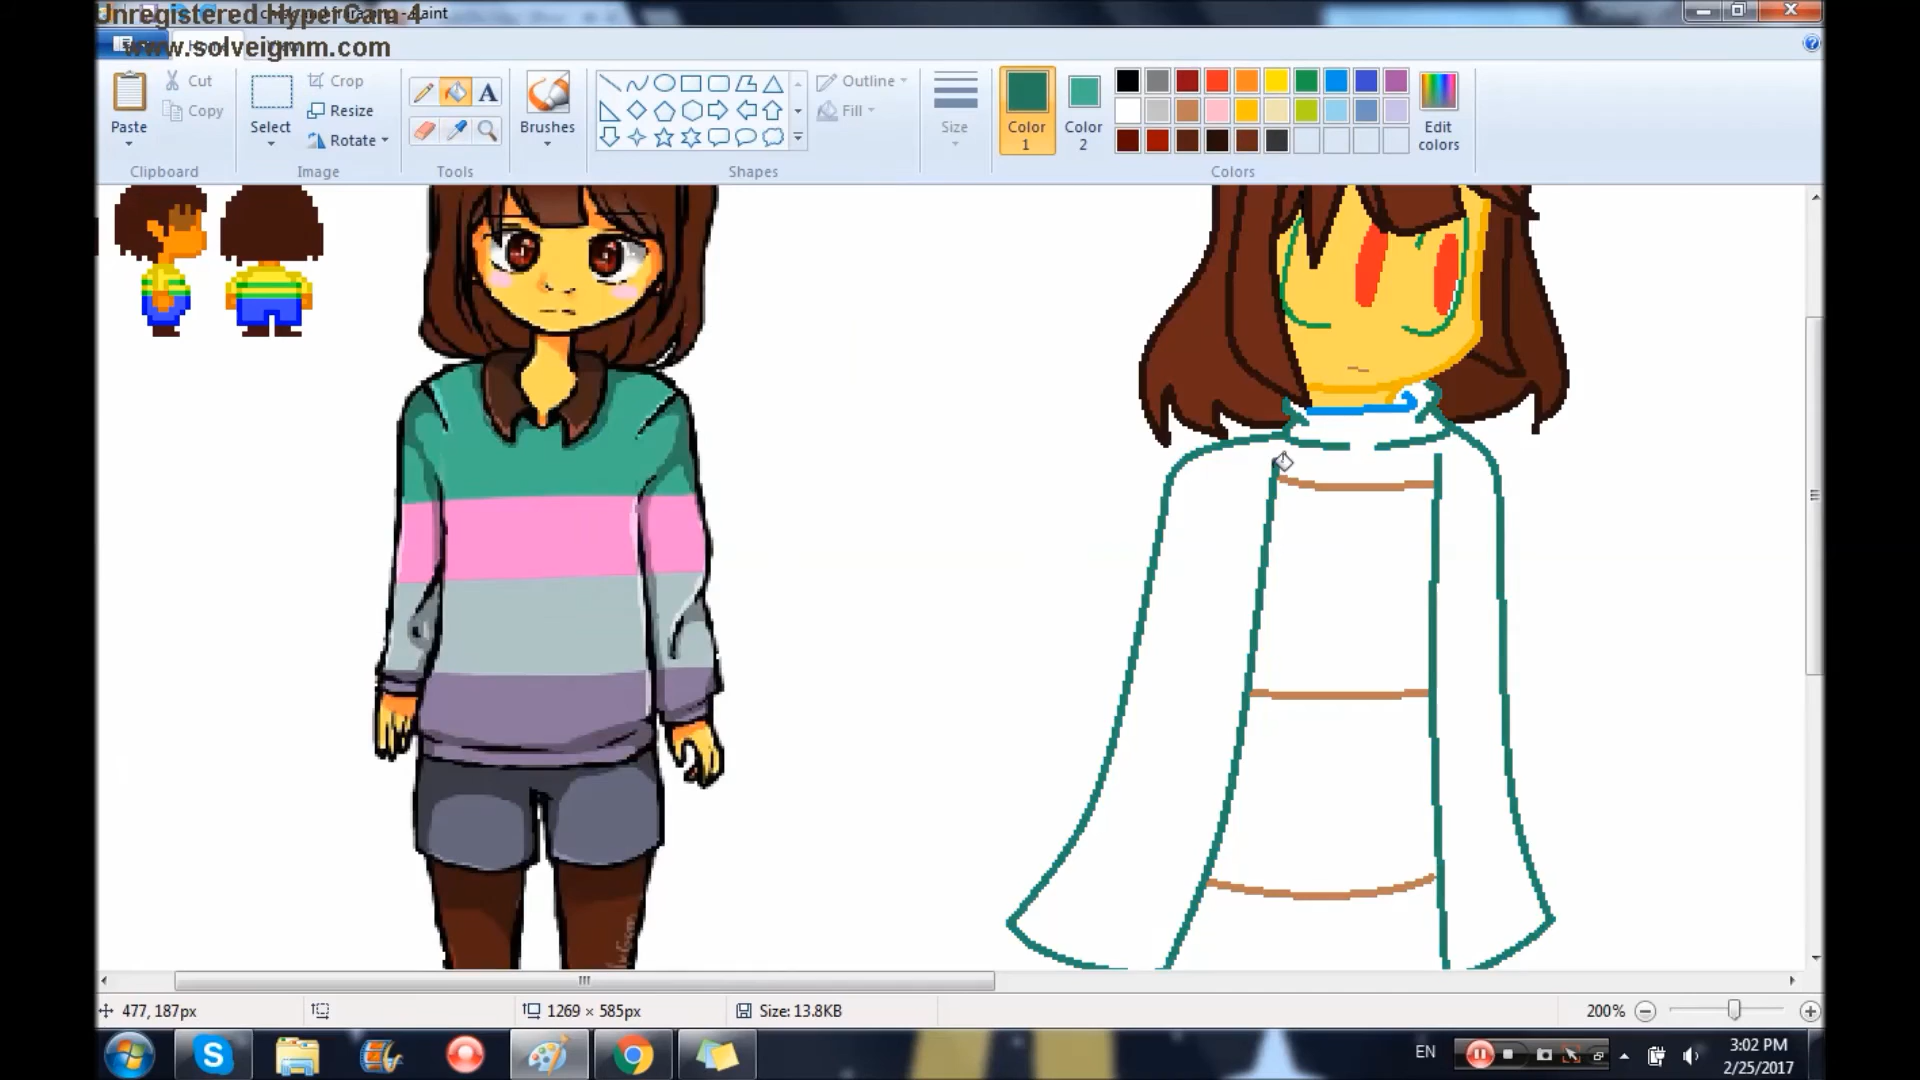 Unregistered HyperCam 4
www.solveigmm.com
Paint
Paste
Cut
Copy
Clipboard
Select
Crop
Resize
Rotate
Image
A
Tools
Brushes
Outline
Fill
Shapes
Size
Color 1
Color 2
Edit colors
Colors
477, 187px
1269 × 585px
Size: 13.8KB
200%
EN
3:02 PM
2/25/2017